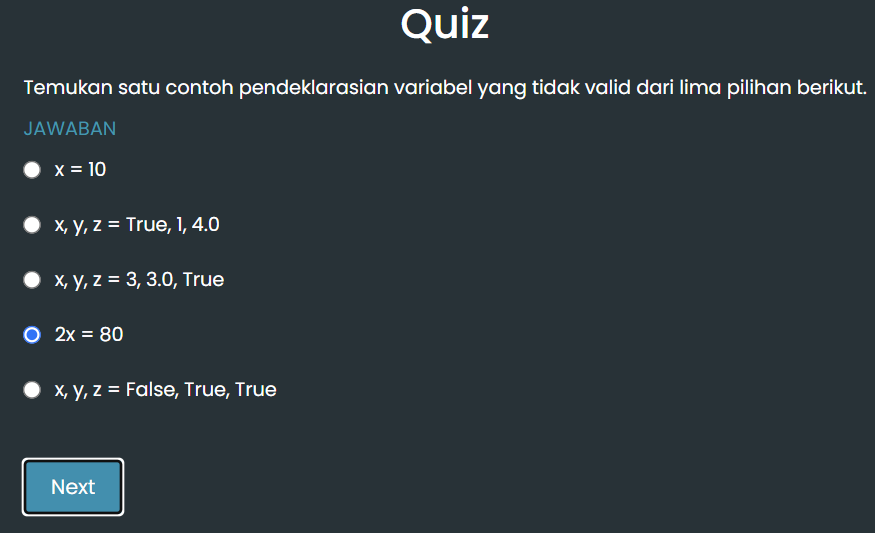 Quiz
Temukan satu contoh pendeklarasian variabel yang tidak valid dari lima pilihan berikut.
JAWABAN
x = 10
x, y, z = True, 1, 4.0
x, y, z = 3, 3.0, True
2x = 80
x, y, z = False, True, True
Next